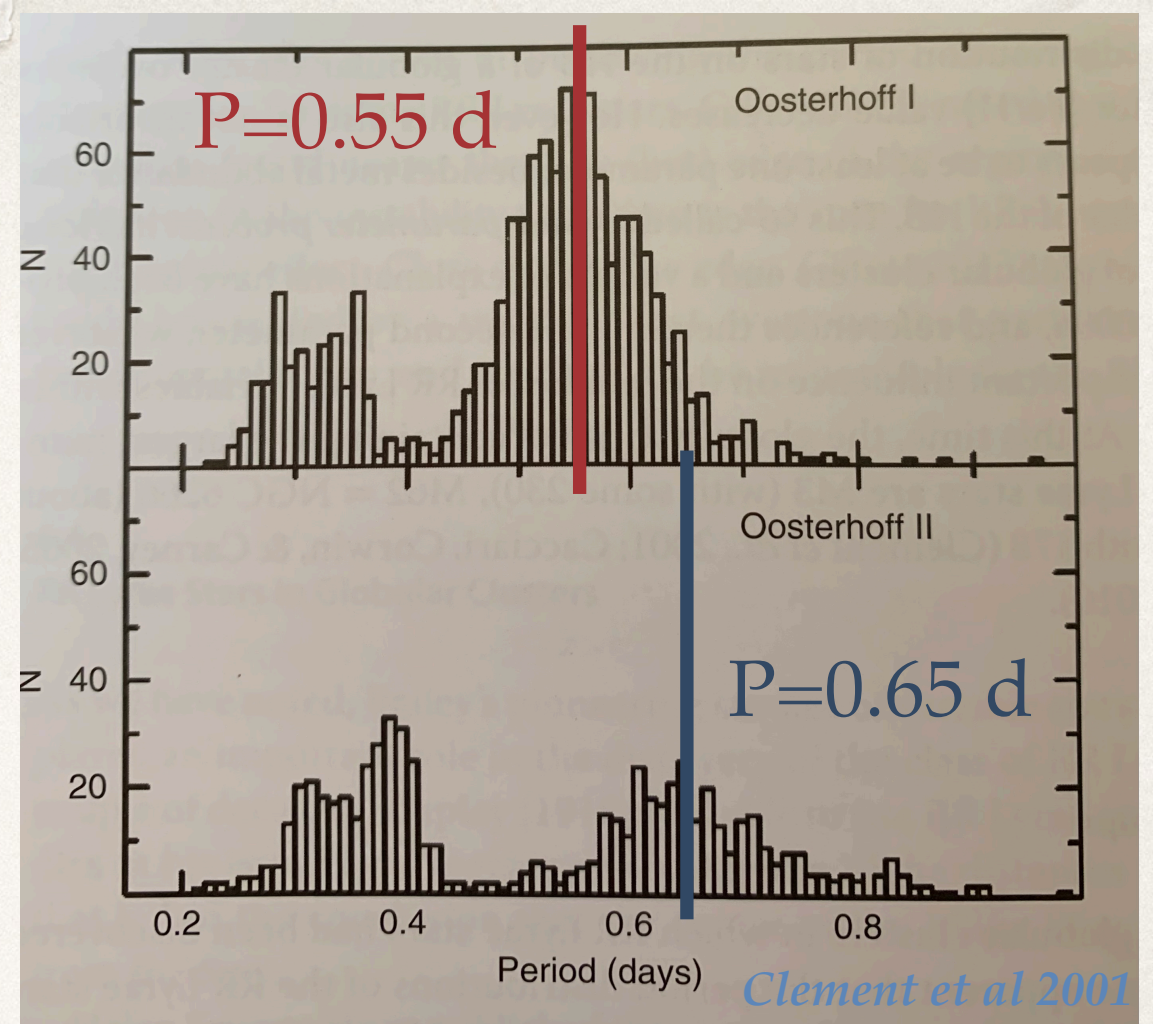 P=0.55 d
Oosterhoff I
60
N
40
20
Oosterhoff II
60
N
40
P=0.65 d
20
0.2 0.4 0.6 0.8
Period (days)
Clement et al 2001